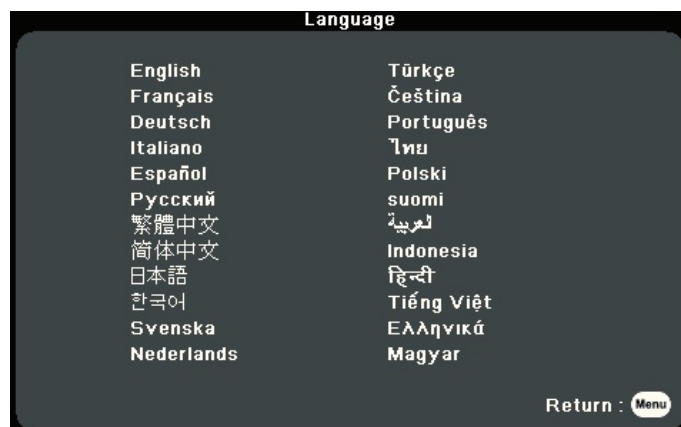 Language
English
Français
Deutsch
Italiano
Español
Русский
繁體中文
简体中文
日本語
한국어
Svenska
Nederlands
Türkçe
Čeština
Português
ไทย
Polski
suomi
العربية
Indonesia
हिन्दी
Tiếng Việt
Ελληνικά
Magyar
Return : Menu